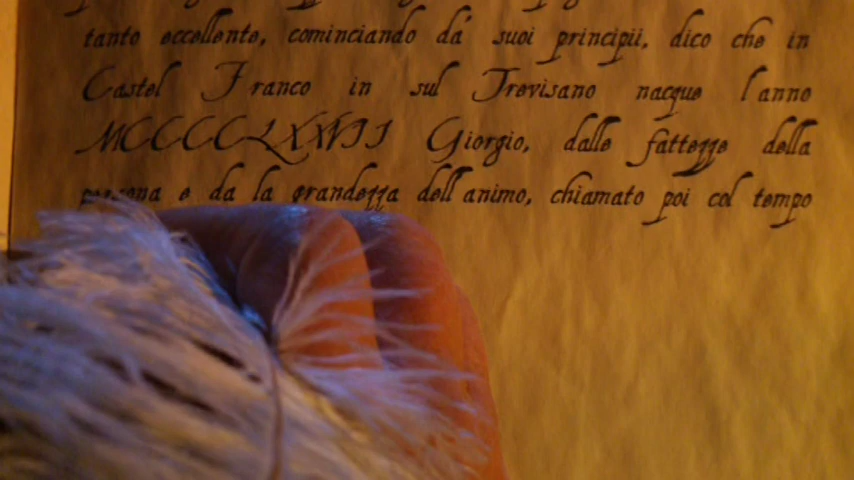 tanto eccellente, cominciando da' suoi principii, dico che in
Castel Franco in sul Trevisano nacque l'anno
MCCCCLXXVII Giorgio, dalle fattezze della
persona e da la grandezza dell'animo, chiamato poi col tempo